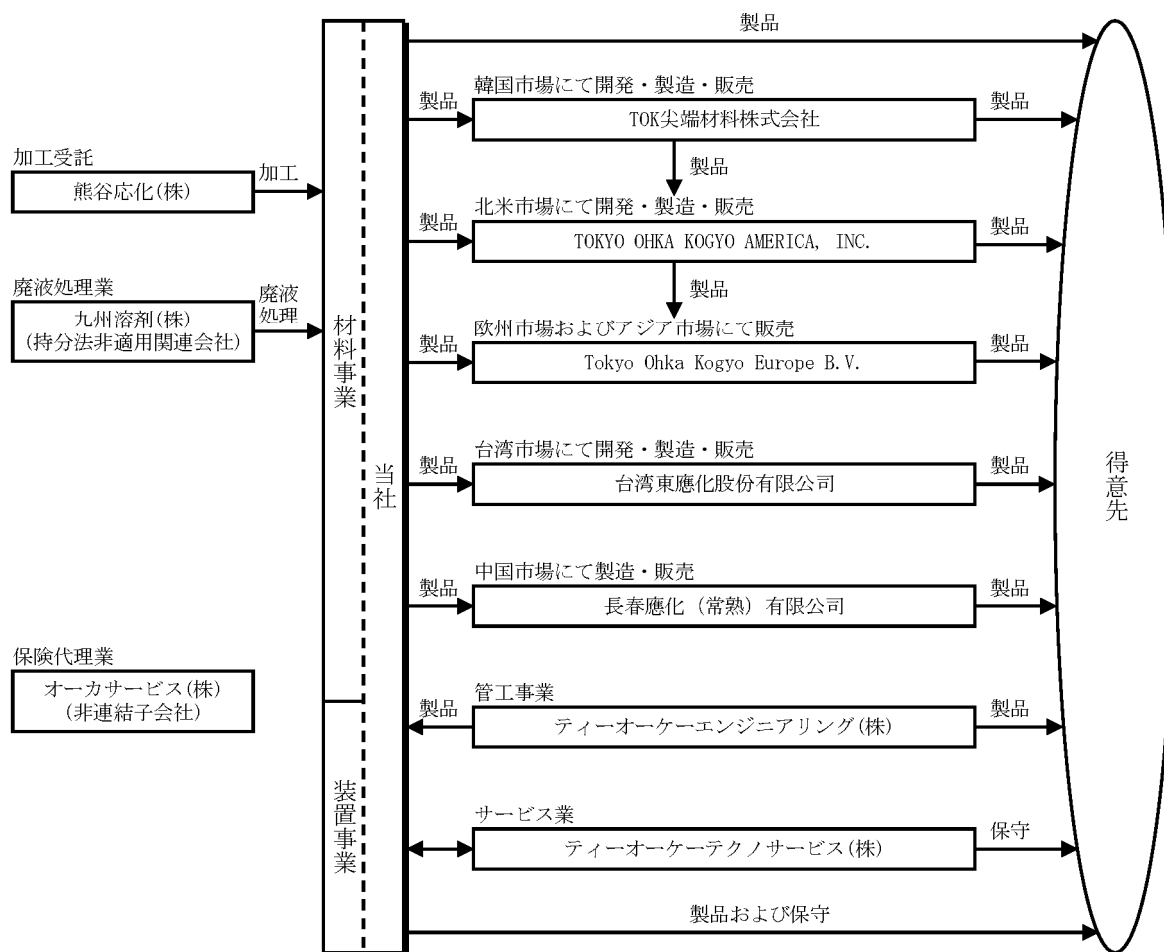 製品
韓国市場にて開発・製造・販売
製品
TOK尖端材料株式会社
製品
製品
加工受託
熊谷応化(株)
加工
北米市場にて開発・製造・販売
製品
TOKYO OHKA KOGYO AMERICA, INC.
製品
製品
廃液処理業
九州溶剤(株)
(持分法非適用関連会社)
廃液
処理
欧州市場およびアジア市場にて販売
製品
Tokyo Ohka Kogyo Europe B.V.
製品
材料事業
当社
得意先
台湾市場にて開発・製造・販売
製品
台湾東應化股份有限公司
製品
中国市場にて製造・販売
製品
長春應化（常熟）有限公司
製品
保険代理業
オーカサービス(株)
(非連結子会社)
管工事業
製品
ティーオーケーエンジニアリング(株)
製品
装置事業
サービス業
ティーオーケーテクノサービス(株)
保守
製品および保守